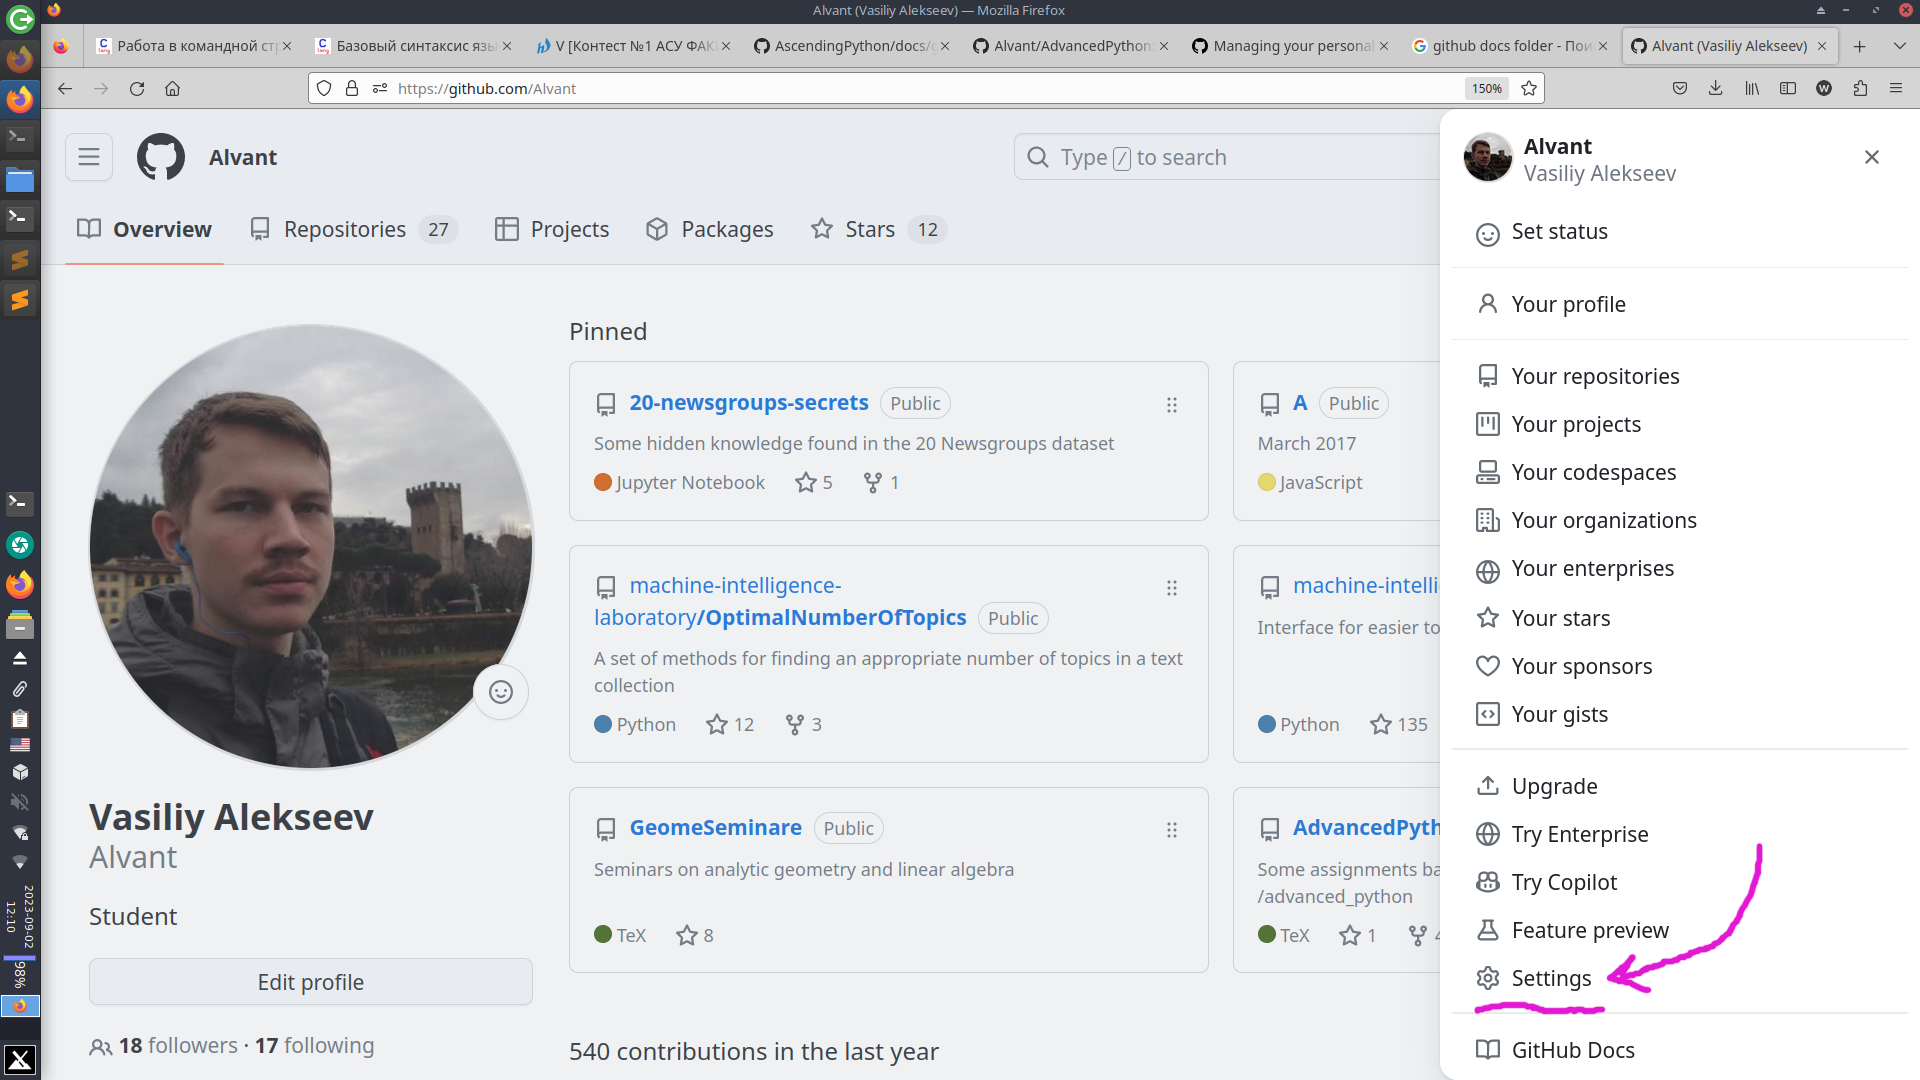 Alvant (Vasiliy Alekseev) — Mozilla Firefox
Работа в командной ст
Базовый синтаксис язы
V [Контест №1 АСУ ФАК
AscendingPython/docs/g
Alvant/AdvancedPython:
Managing your personal
github docs folder - Пои
Alvant (Vasiliy Alekseev)
https://github.com/Alvant
150%
Alvant
Type / to search
Overview
Repositories 27
Projects
Packages
Stars 12
Pinned
20-newsgroups-secrets Public
Some hidden knowledge found in the 20 Newsgroups dataset
Jupyter Notebook 5 1
A Public
March 2017
JavaScript
machine-intelligence-
laboratory/OptimalNumberOfTopics Public
A set of methods for finding an appropriate number of topics in a text
collection
Python 12 3
machine-intelli
Interface for easier to
Python 135
GeomeSeminare Public
Seminars on analytic geometry and linear algebra
TeX 8
AdvancedPyth
Some assignments ba
/advanced_python
TeX 1 4
Vasiliy Alekseev
Alvant
Student
Edit profile
18 followers · 17 following
540 contributions in the last year
Alvant
Vasiliy Alekseev
Set status
Your profile
Your repositories
Your projects
Your codespaces
Your organizations
Your enterprises
Your stars
Your sponsors
Your gists
Upgrade
Try Enterprise
Try Copilot
Feature preview
Settings
GitHub Docs
2023-09-02
12:10
98%